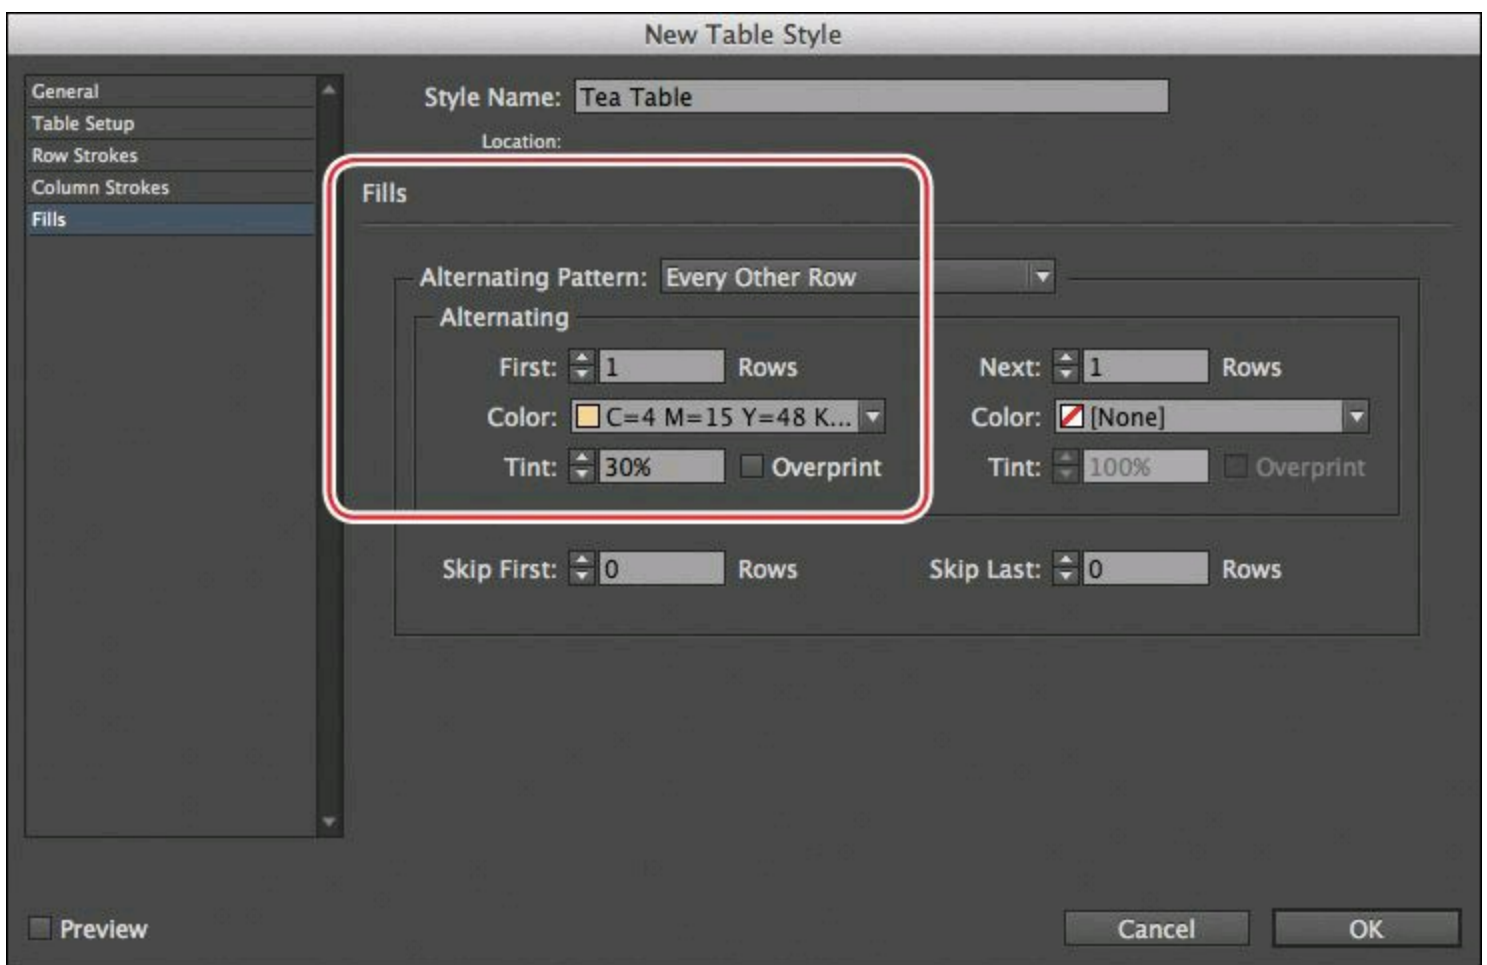 New Table Style
General
Table Setup
Row Strokes
Column Strokes
Fills
Style Name: Tea Table
Location:
Fills
Alternating Pattern: Every Other Row
Alternating
First: 1 Rows Next: 1 Rows
Color: C=4 M=15 Y=48 K... Color: [None]
Tint: 30% Overprint Tint: 100% Overprint
Skip First: 0 Rows Skip Last: 0 Rows
Preview Cancel OK